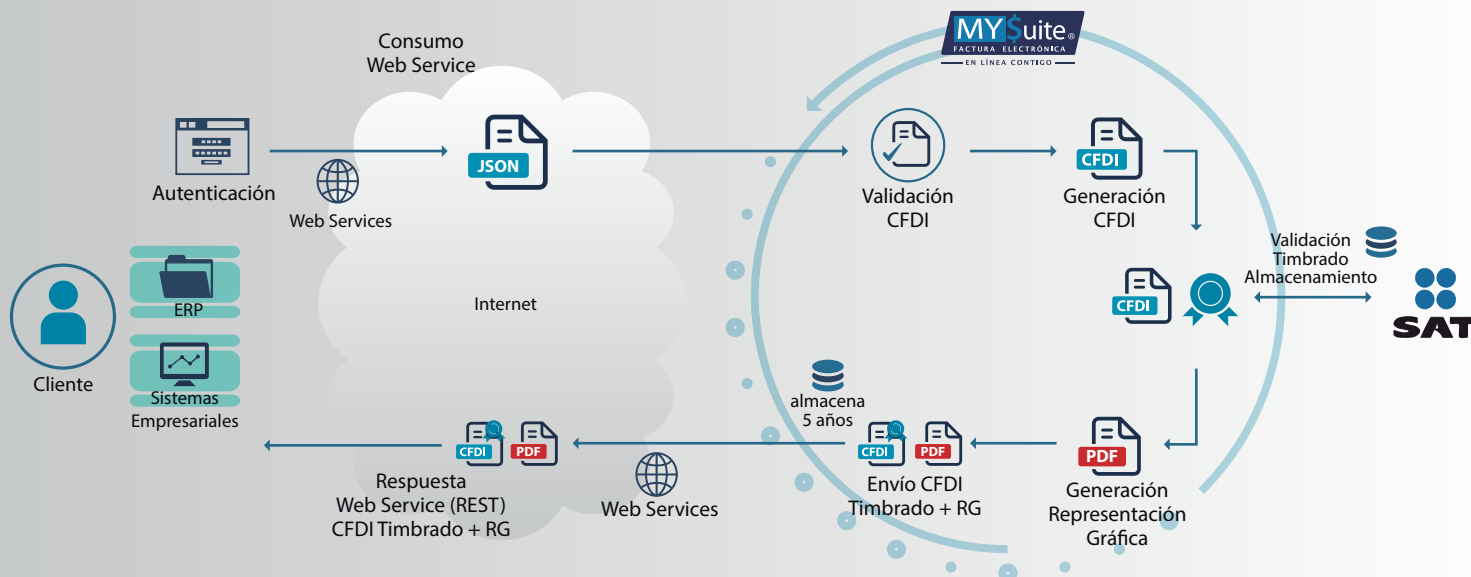 MYSuite®
FACTURA ELECTRÓNICA
EN LÍNEA CONTIGO
Consumo
Web Service
JSON
Autenticación
Web Services
Validación
CFDI
CFDI
Generación
CFDI
Validación
Timbrado
Almacenamiento
CFDI
SAT
ERP
Sistemas
Empresariales
Cliente
Internet
almacena
5 años
CFDI
PDF
Respuesta
Web Service (REST)
CFDI Timbrado + RG
Web Services
CFDI
PDF
Envío CFDI
Timbrado + RG
PDF
Generación
Representación
Gráfica